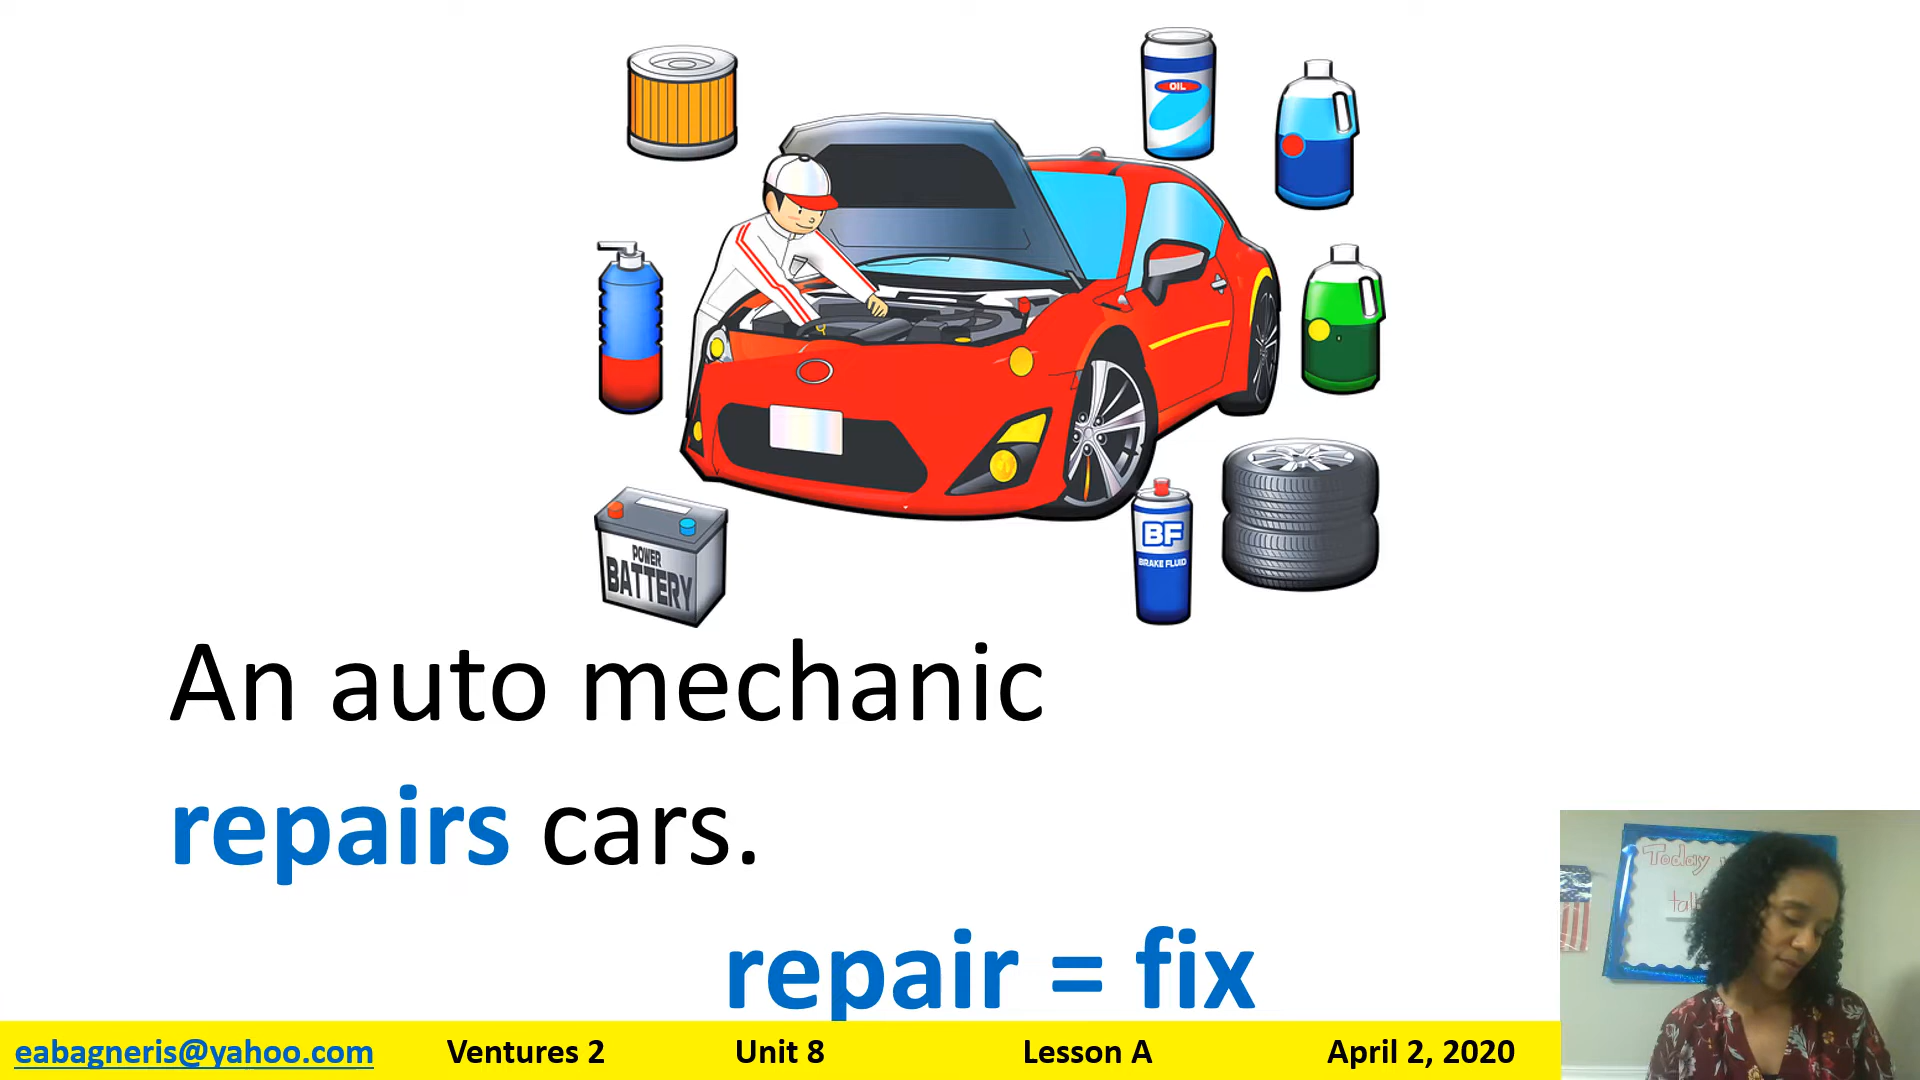 OIL
POWER
BATTERY
BF
BRAKE FLUID
An auto mechanic
repairs cars.
repair = fix
Today
eabagneris@yahoo.com Ventures 2 Unit 8 Lesson A April 2, 2020